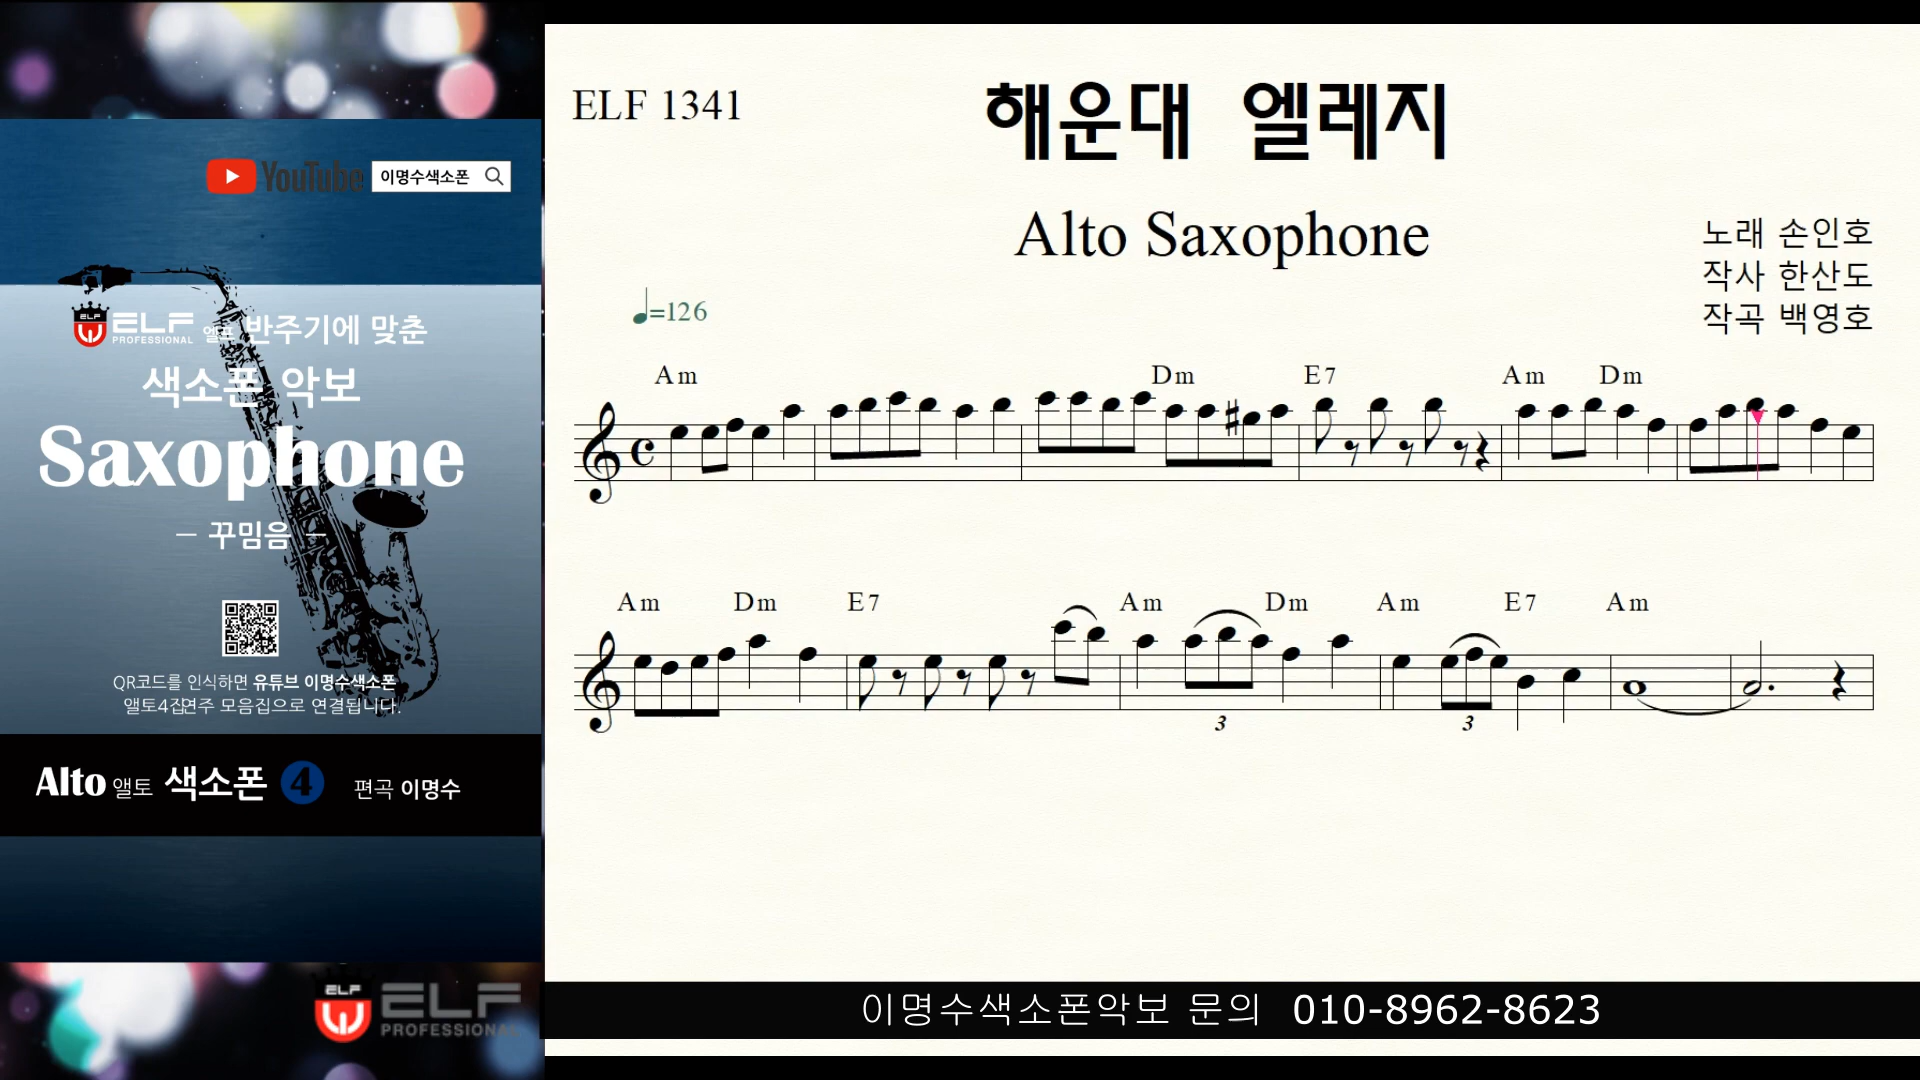 YouTube 이명수색소폰
ELF PROFESSIONAL 엘프 반주기에 맞춘
색소폰 악보
Saxophone
– 꾸밈음 –
QR코드를 인식하면 유튜브 이명수색소폰
앨토4집연주 모음집으로 연결됩니다.
Alto 앨토 색소폰 4 편곡 이명수
ELF PROFESSIONAL
ELF 1341
해운대 엘레지
Alto Saxophone
노래 손인호
작사 한산도
작곡 백영호
♩=126
Am Dm E7 Am Dm
Am Dm E7 Am Dm Am E7 Am
3 3
이명수색소폰악보 문의 010-8962-8623